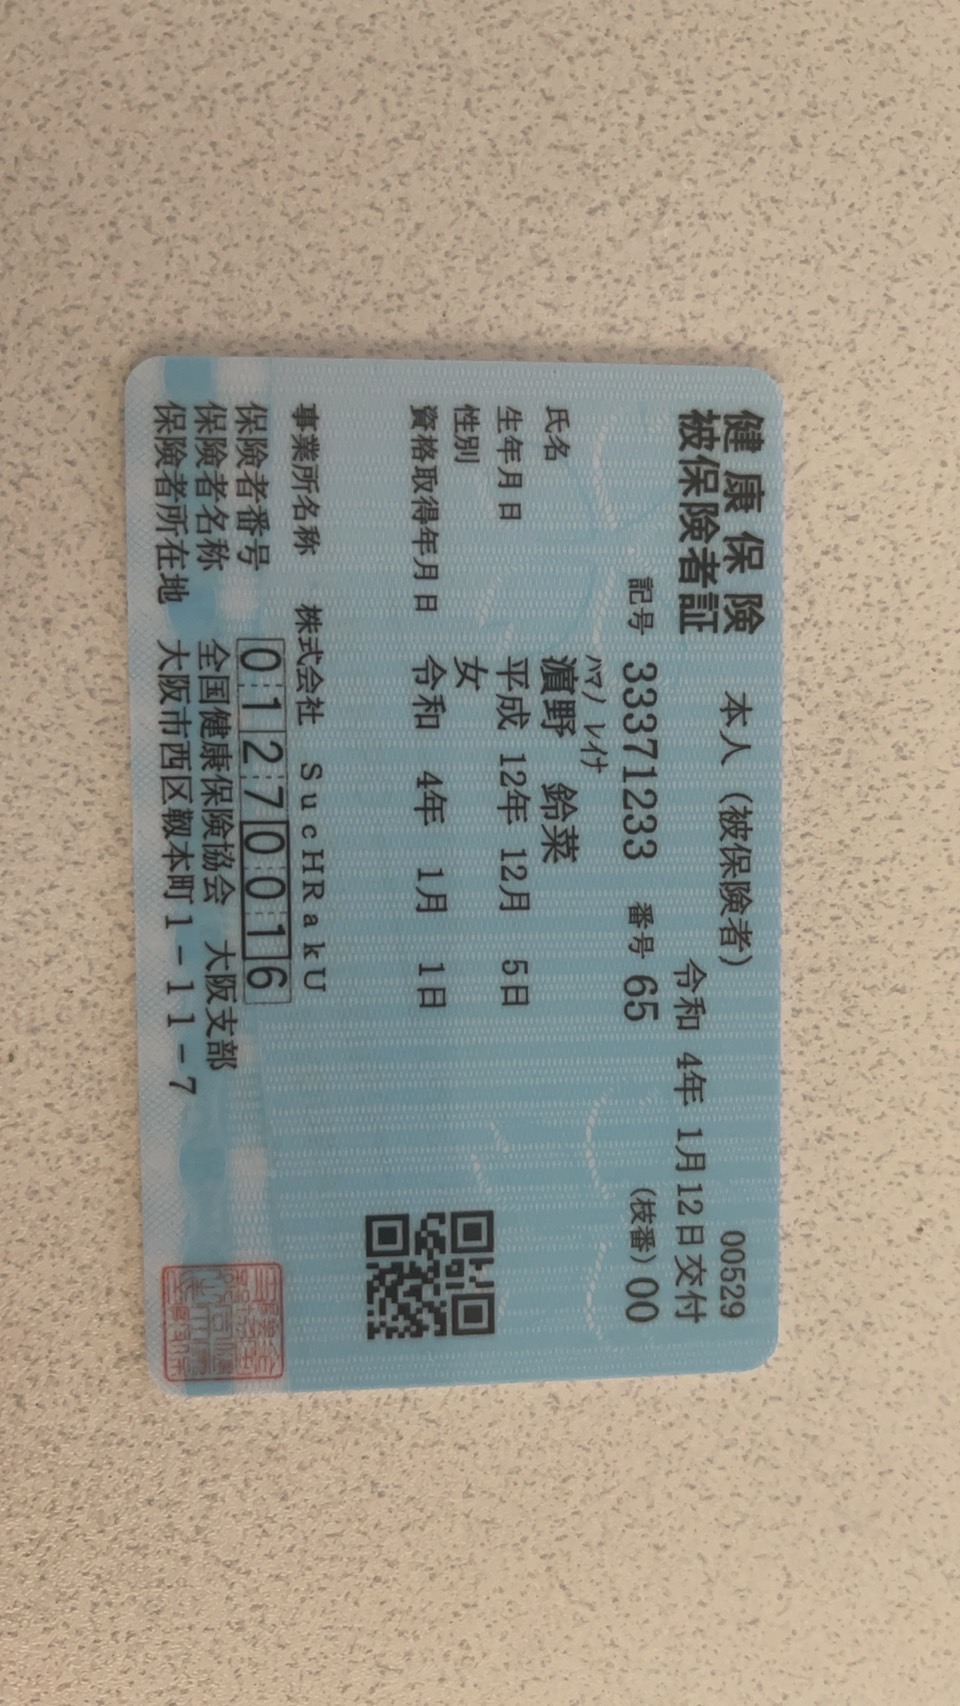 健康保険 本人（被保険者） 00529
被保険者証 令和 4年 1月12日交付
記号 33371233 番号 65 (枝番) 00
ﾊﾏﾉ ﾚｲﾅ
氏名 濵野 鈴菜
生年月日 平成 12年 12月 5日
性別 女
資格取得年月日 令和 4年 1月 1日
事業所名称 株式会社 ＳｕｃＨＲａｋＵ
保険者番号 01270016
保険者名称 全国健康保険協会 大阪支部
保険者所在地 大阪市西区靱本町1－11－7